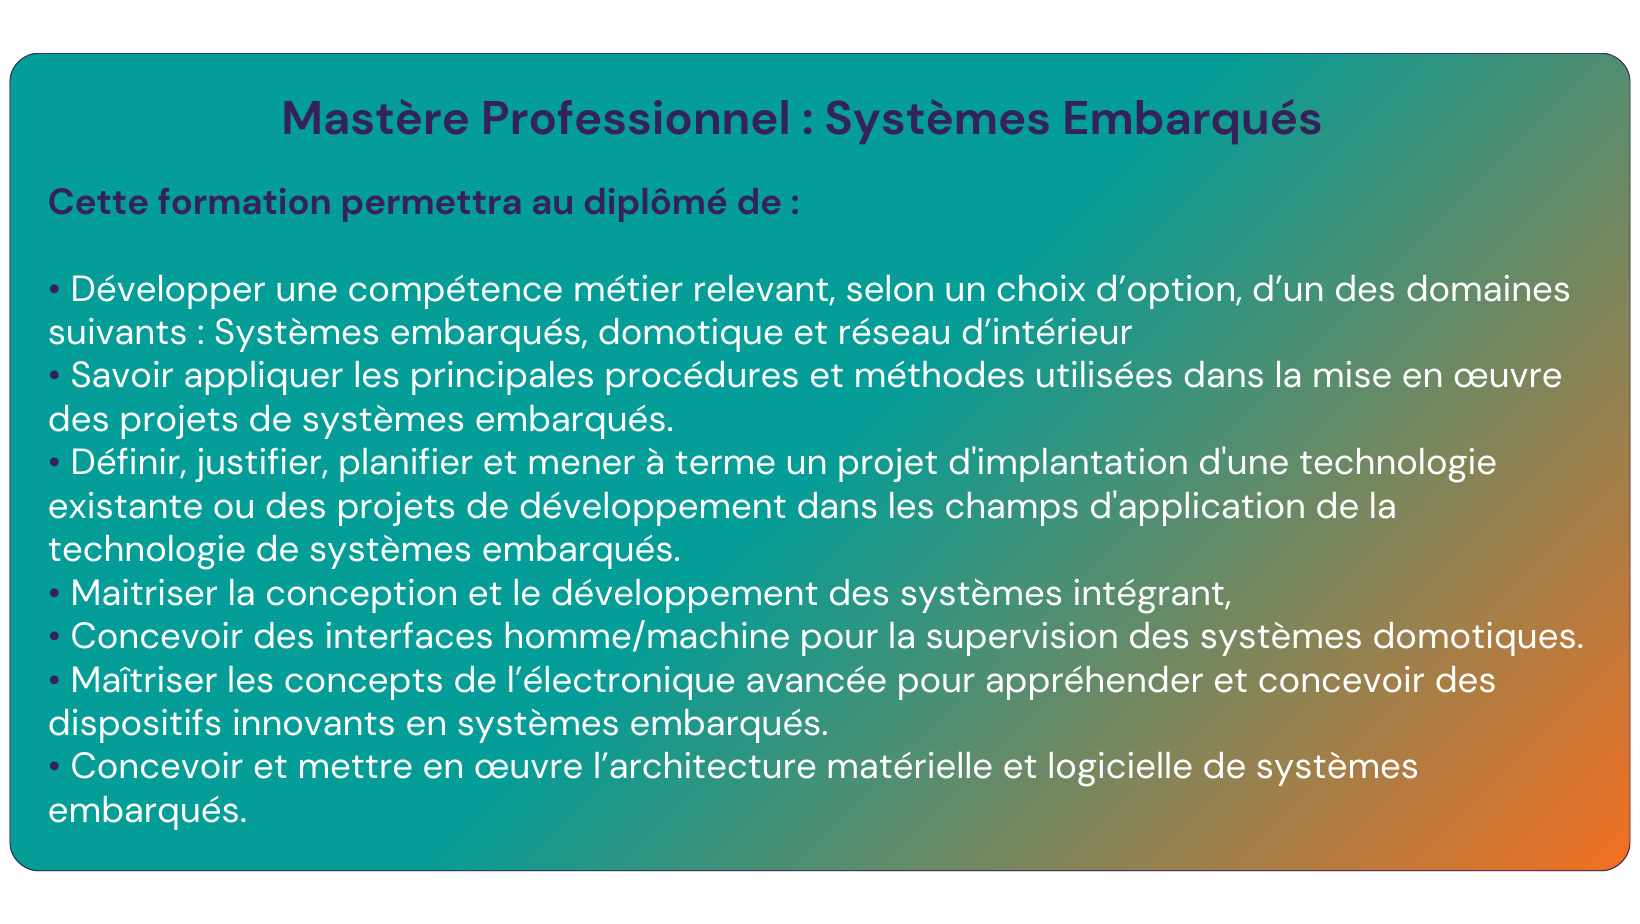 Mastère Professionnel : Systèmes Embarqués
Cette formation permettra au diplômé de :
• Développer une compétence métier relevant, selon un choix d’option, d’un des domaines
suivants : Systèmes embarqués, domotique et réseau d’intérieur
• Savoir appliquer les principales procédures et méthodes utilisées dans la mise en œuvre
des projets de systèmes embarqués.
• Définir, justifier, planifier et mener à terme un projet d'implantation d'une technologie
existante ou des projets de développement dans les champs d'application de la
technologie de systèmes embarqués.
• Maitriser la conception et le développement des systèmes intégrant,
• Concevoir des interfaces homme/machine pour la supervision des systèmes domotiques.
• Maîtriser les concepts de l’électronique avancée pour appréhender et concevoir des
dispositifs innovants en systèmes embarqués.
• Concevoir et mettre en œuvre l’architecture matérielle et logicielle de systèmes
embarqués.